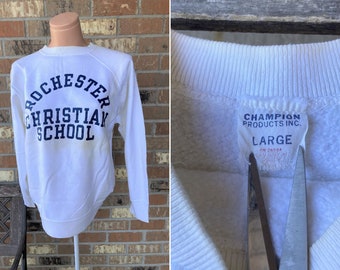 ROCHESTER
CHRISTIAN
SCHOOL
CHAMPION
PRODUCTS INC.
LARGE